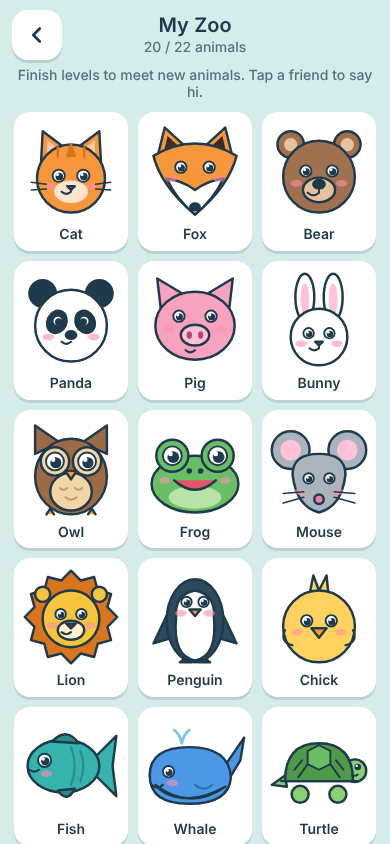 My Zoo
20 / 22 animals
Finish levels to meet new animals. Tap a friend to say
hi.
Cat
Fox
Bear
Panda
Pig
Bunny
Owl
Frog
Mouse
Lion
Penguin
Chick
Fish
Whale
Turtle